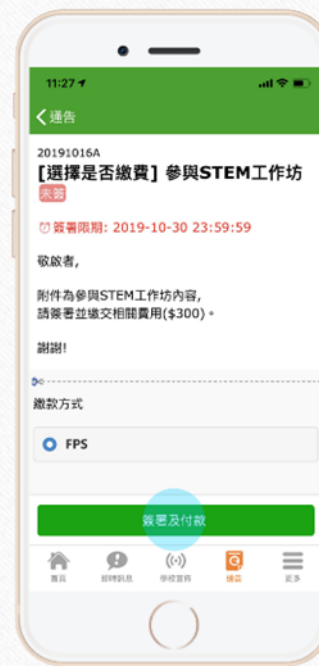 11:27
通告
20191016A
[選擇是否繳費] 參與STEM工作坊
未簽
簽署限期: 2019-10-30 23:59:59
敬啟者,
附件為參與STEM工作坊內容,
請簽署並繳交相關費用($300)。
謝謝!
繳款方式
FPS
簽署及付款
首頁 即時訊息 學校宣佈 通告 更多